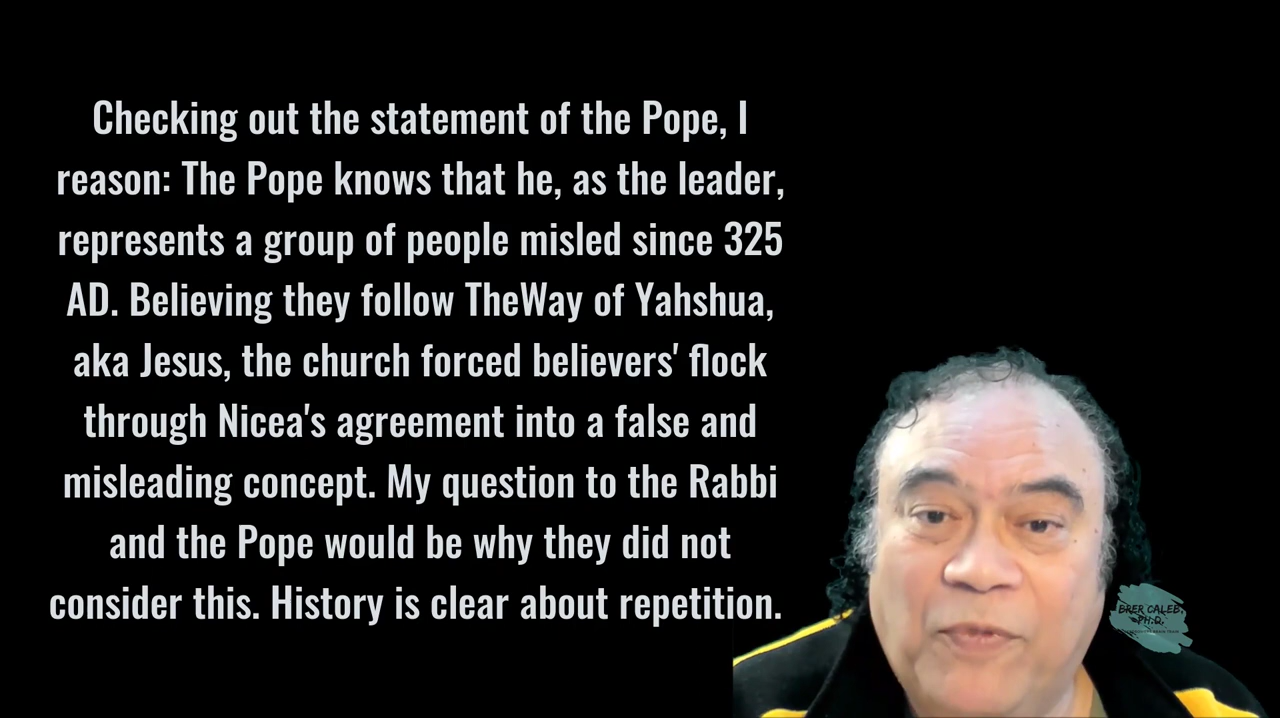 Checking out the statement of the Pope, I
reason: The Pope knows that he, as the leader,
represents a group of people misled since 325
AD. Believing they follow TheWay of Yahshua,
aka Jesus, the church forced believers' flock
through Nicea's agreement into a false and
misleading concept. My question to the Rabbi
and the Pope would be why they did not
consider this. History is clear about repetition.
BRER CALEB,
PH.D.